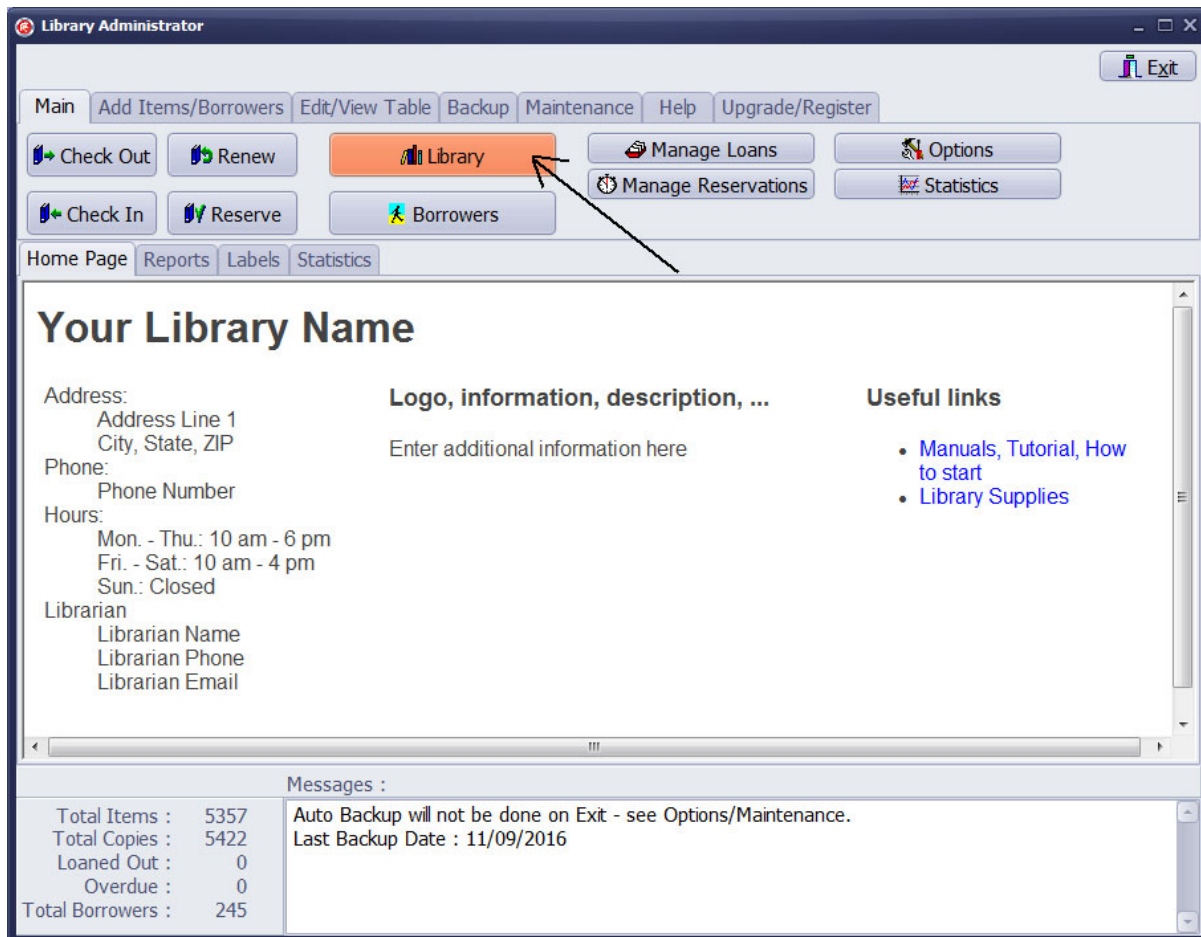 Library Administrator
Exit
Main Add Items/Borrowers Edit/View Table Backup Maintenance Help Upgrade/Register
Check Out Renew Library Manage Loans Options
Manage Reservations Statistics
Check In Reserve Borrowers
Home Page Reports Labels Statistics
Your Library Name
Address:
Address Line 1
City, State, ZIP
Phone:
Phone Number
Hours:
Mon. - Thu.: 10 am - 6 pm
Fri. - Sat.: 10 am - 4 pm
Sun.: Closed
Librarian
Librarian Name
Librarian Phone
Librarian Email
Logo, information, description, ...
Enter additional information here
Useful links
Manuals, Tutorial, How
to start
Library Supplies
Messages :
Total Items : 5357
Total Copies : 5422
Loaned Out : 0
Overdue : 0
Total Borrowers : 245
Auto Backup will not be done on Exit - see Options/Maintenance.
Last Backup Date : 11/09/2016